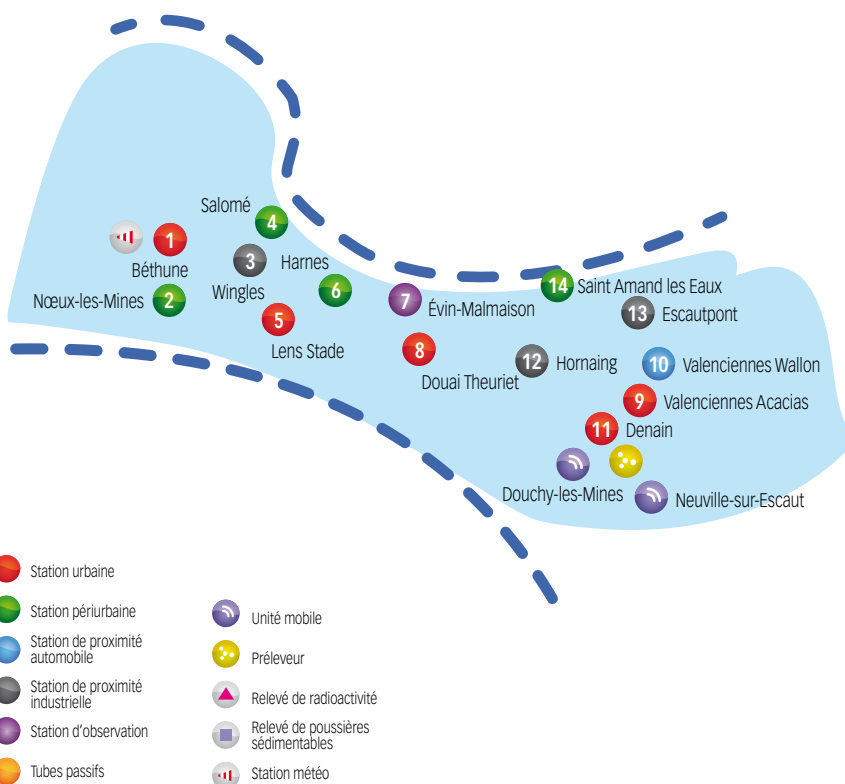 Salomé
4
1
3
Harnes
Béthune
Wingles
Nœux-les-Mines
2
6
7
Évin-Malmaison
14
Saint Amand les Eaux
5
13
Escautpont
Lens Stade
8
12
Hornaing
10
Valenciennes Wallon
Douai Theuriet
9
Valenciennes Acacias
11
Denain
Douchy-les-Mines
Neuville-sur-Escaut
Station urbaine
Station périurbaine
Station de proximité
automobile
Station de proximité
industrielle
Station d'observation
Tubes passifs
Unité mobile
Préleveur
Relevé de radioactivité
Relevé de poussières
sédimentables
Station météo